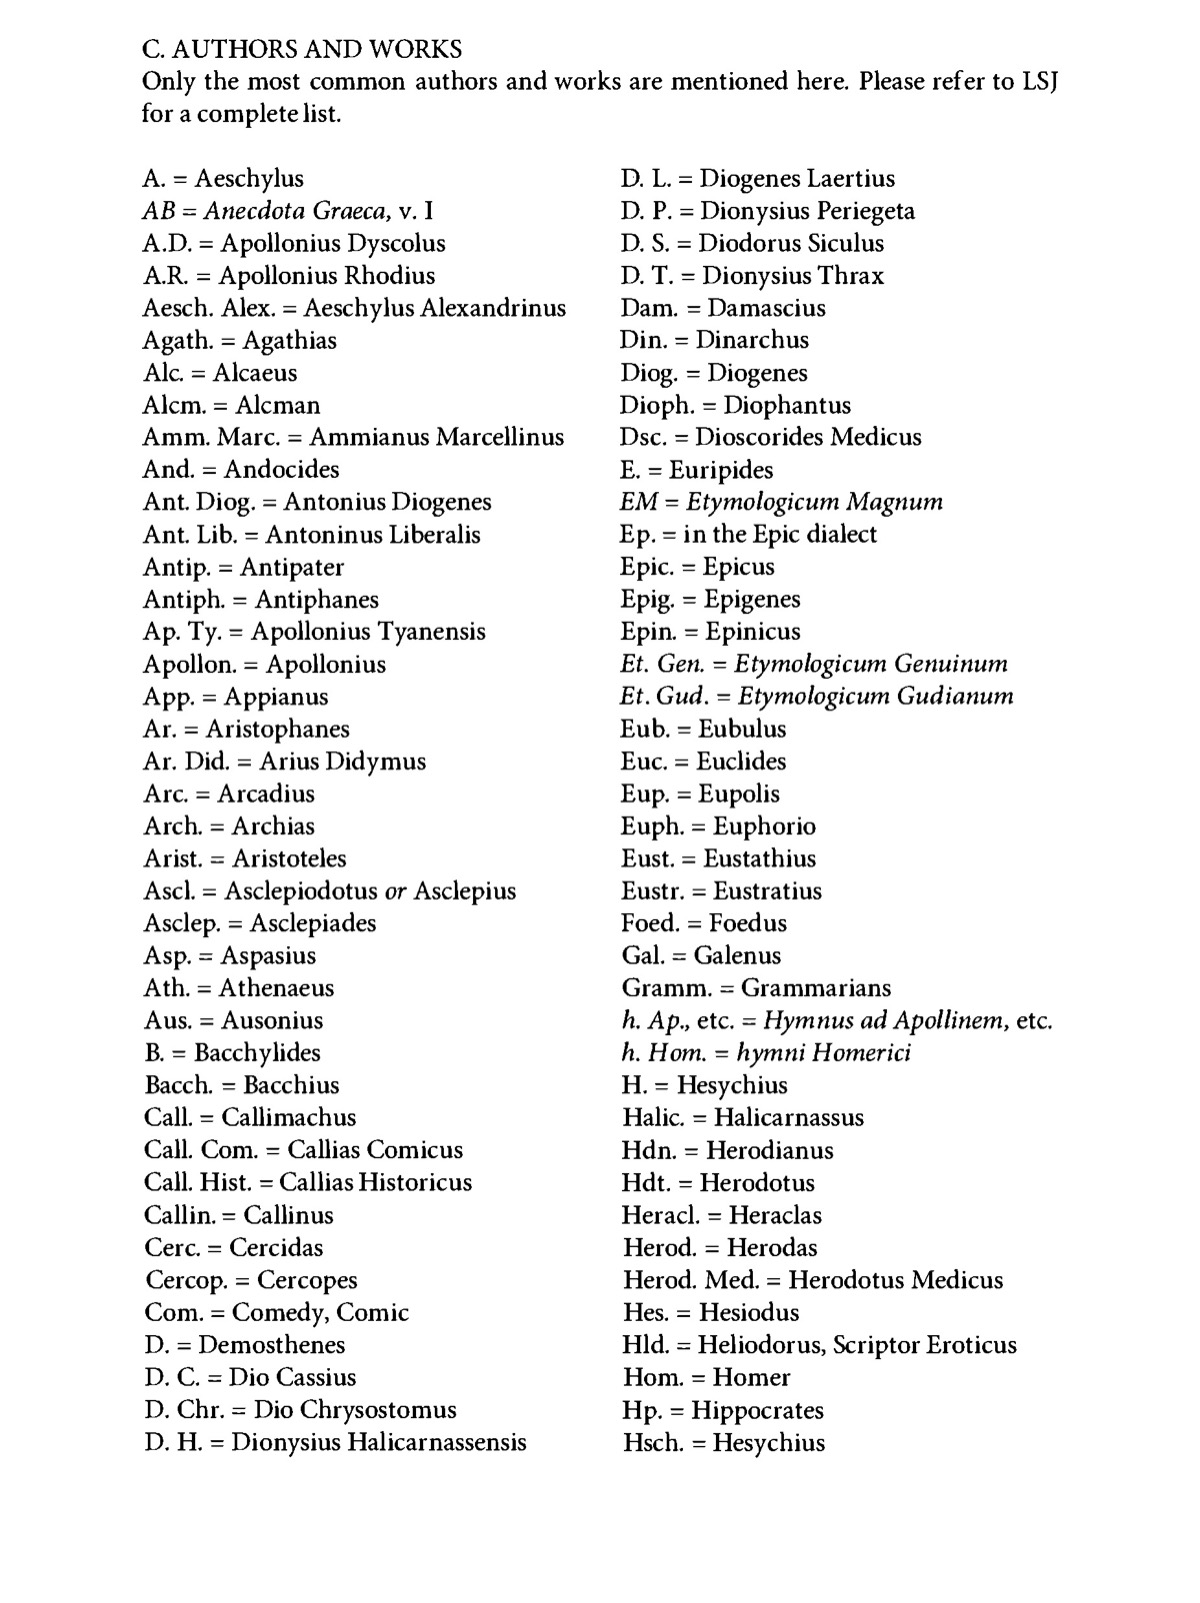 C. AUTHORS AND WORKS
Only the most common authors and works are mentioned here. Please refer to LSJ
for a complete list.
A. = Aeschylus
AB = Anecdota Graeca, v. I
A.D. = Apollonius Dyscolus
A.R. = Apollonius Rhodius
Aesch. Alex. = Aeschylus Alexandrinus
Agath. = Agathias
Alc. = Alcaeus
Alcm. = Alcman
Amm. Marc. = Ammianus Marcellinus
And. = Andocides
Ant. Diog. = Antonius Diogenes
Ant. Lib. = Antoninus Liberalis
Antip. = Antipater
Antiph. = Antiphanes
Ap. Ty. = Apollonius Tyanensis
Apollon. = Apollonius
App. = Appianus
Ar. = Aristophanes
Ar. Did. = Arius Didymus
Arc. = Arcadius
Arch. = Archias
Arist. = Aristoteles
Ascl. = Asclepiodotus or Asclepius
Asclep. = Asclepiades
Asp. = Aspasius
Ath. = Athenaeus
Aus. = Ausonius
B. = Bacchylides
Bacch. = Bacchius
Call. = Callimachus
Call. Com. = Callias Comicus
Call. Hist. = Callias Historicus
Callin. = Callinus
Cerc. = Cercidas
Cercop. = Cercopes
Com. = Comedy, Comic
D. = Demosthenes
D. C. = Dio Cassius
D. Chr. = Dio Chrysostomus
D. H. = Dionysius Halicarnassensis
D. L. = Diogenes Laertius
D. P. = Dionysius Periegeta
D. S. = Diodorus Siculus
D. T. = Dionysius Thrax
Dam. = Damascius
Din. = Dinarchus
Diog. = Diogenes
Dioph. = Diophantus
Dsc. = Dioscorides Medicus
E. = Euripides
EM = Etymologicum Magnum
Ep. = in the Epic dialect
Epic. = Epicus
Epig. = Epigenes
Epin. = Epinicus
Et. Gen. = Etymologicum Genuinum
Et. Gud. = Etymologicum Gudianum
Eub. = Eubulus
Euc. = Euclides
Eup. = Eupolis
Euph. = Euphorio
Eust. = Eustathius
Eustr. = Eustratius
Foed. = Foedus
Gal. = Galenus
Gramm. = Grammarians
h. Ap., etc. = Hymnus ad Apollinem, etc.
h. Hom. = hymni Homerici
H. = Hesychius
Halic. = Halicarnassus
Hdn. = Herodianus
Hdt. = Herodotus
Heracl. = Heraclas
Herod. = Herodas
Herod. Med. = Herodotus Medicus
Hes. = Hesiodus
Hld. = Heliodorus, Scriptor Eroticus
Hom. = Homer
Hp. = Hippocrates
Hsch. = Hesychius